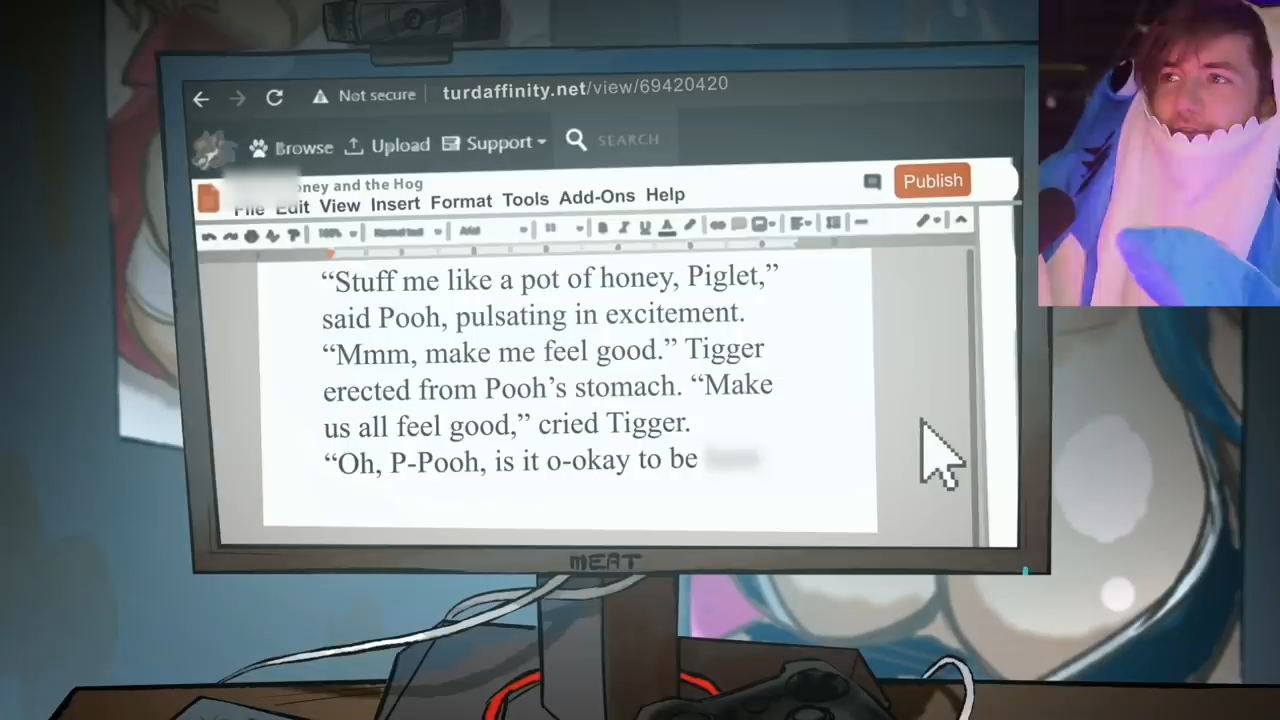 Not secure turdaffinity.net/view/69420420
Browse Upload Support SEARCH
oney and the Hog
File Edit View Insert Format Tools Add-Ons Help
Publish
“Stuff me like a pot of honey, Piglet,”
said Pooh, pulsating in excitement.
“Mmm, make me feel good.” Tigger
erected from Pooh’s stomach. “Make
us all feel good,” cried Tigger.
“Oh, P-Pooh, is it o-okay to be
MEAT